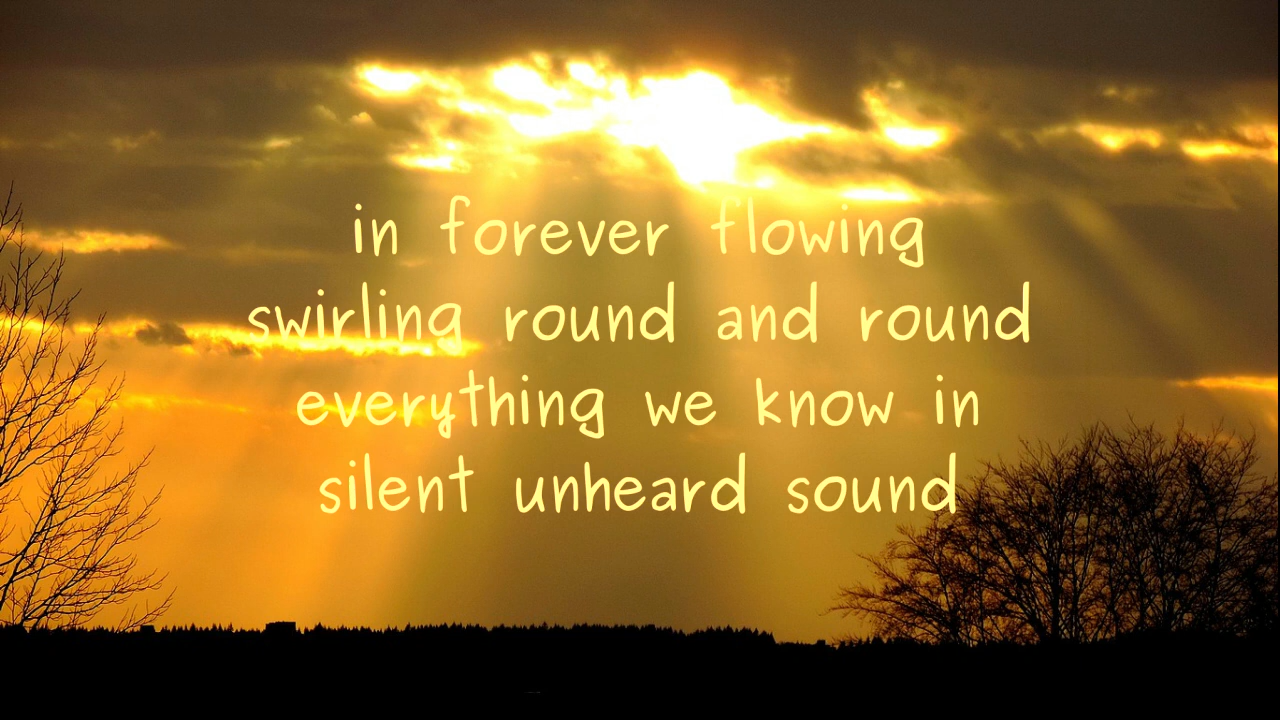 in forever flowing
swirling round and round
everything we know in
silent unheard sound